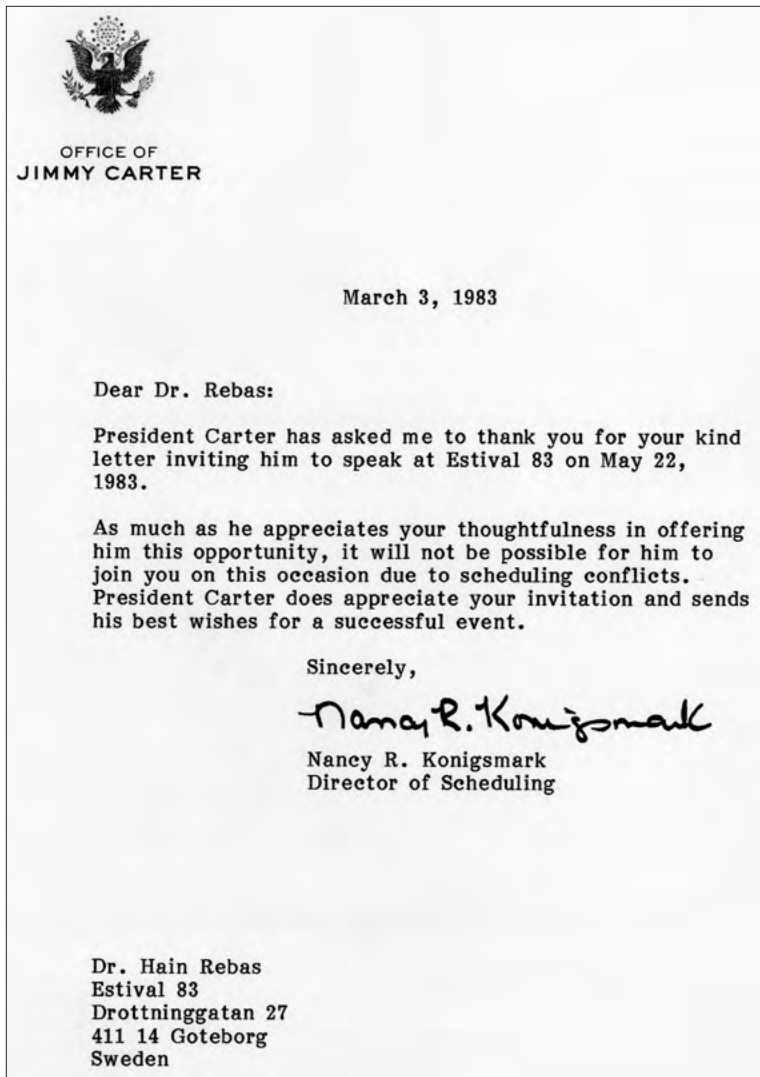 OFFICE OF
JIMMY CARTER
March 3, 1983
Dear Dr. Rebas:
President Carter has asked me to thank you for your kind
letter inviting him to speak at Estival 83 on May 22,
1983.
As much as he appreciates your thoughtfulness in offering
him this opportunity, it will not be possible for him to
join you on this occasion due to scheduling conflicts.
President Carter does appreciate your invitation and sends
his best wishes for a successful event.
Sincerely,
Nancy R. Konigsmark
Nancy R. Konigsmark
Director of Scheduling
Dr. Hain Rebas
Estival 83
Drottninggatan 27
411 14 Goteborg
Sweden